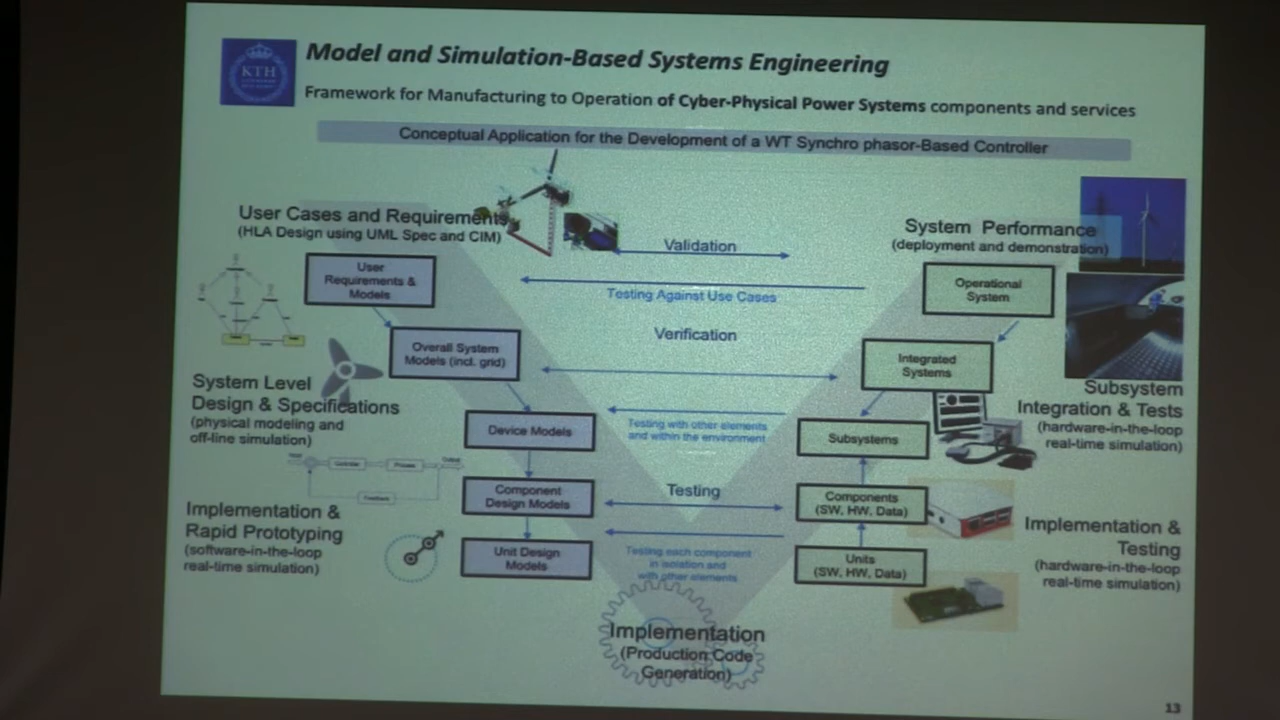 KTH
Model and Simulation-Based Systems Engineering
Framework for Manufacturing to Operation of Cyber-Physical Power Systems components and services
Conceptual Application for the Development of a WT Synchro phasor-Based Controller
User Cases and Requirements
(HLA Design using UML Spec and CIM)
User
Requirements &
Models
Overall System
Models (incl. grid)
System Level
Design & Specifications
(physical modeling and
off-line simulation)
Device Models
Component
Design Models
Implementation &
Rapid Prototyping
(software-in-the-loop
real-time simulation)
Unit Design
Models
Validation
Testing Against Use Cases
Verification
Testing with other elements
and within the environment
Testing
Testing each component
in isolation and
with other elements
Implementation
(Production Code
Generation)
System Performance
(deployment and demonstration)
Operational
System
Integrated
Systems
Subsystem
Integration & Tests
(hardware-in-the-loop
real-time simulation)
Subsystems
Components
(SW, HW, Data)
Implementation &
Testing
(hardware-in-the-loop
real-time simulation)
Units
(SW, HW, Data)
Controller
Process
Output
Feedback
13